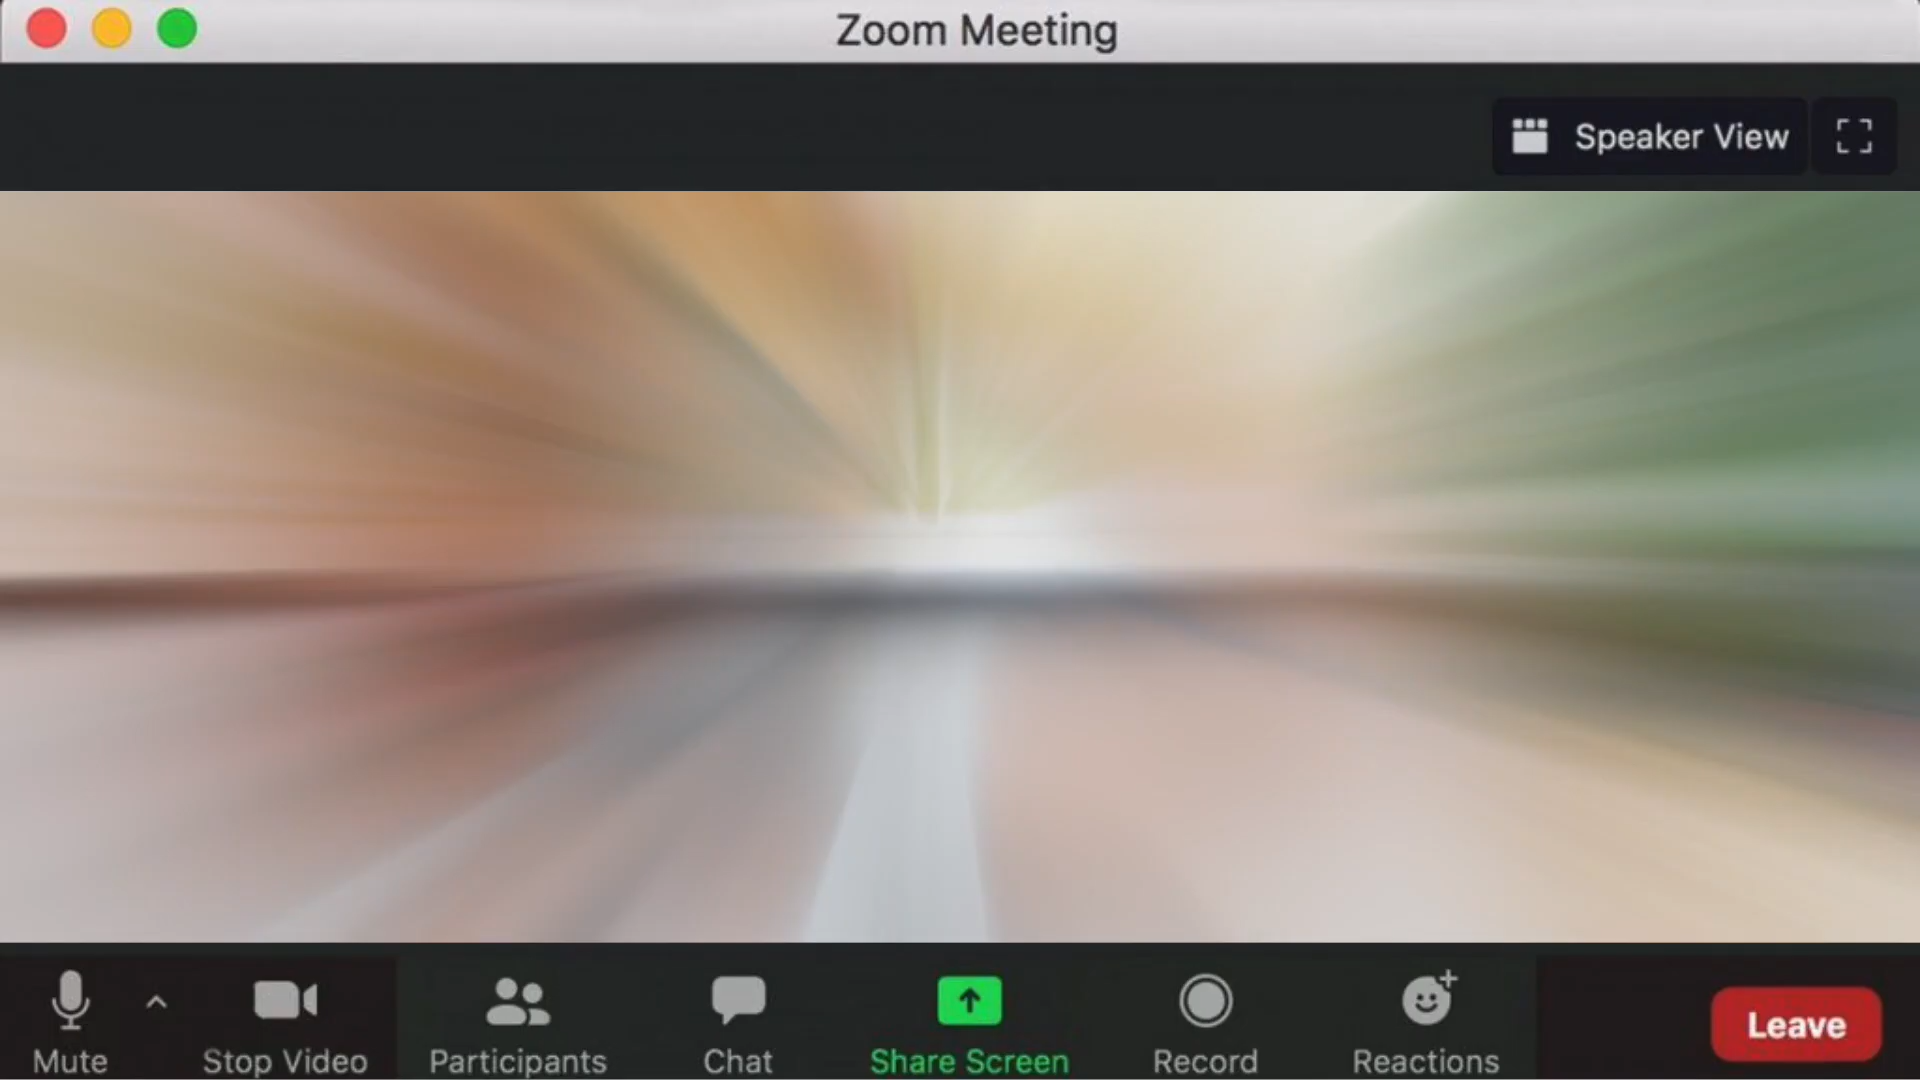 Zoom Meeting
Speaker View
Mute
Stop Video
Participants
Chat
Share Screen
Record
Reactions
Leave